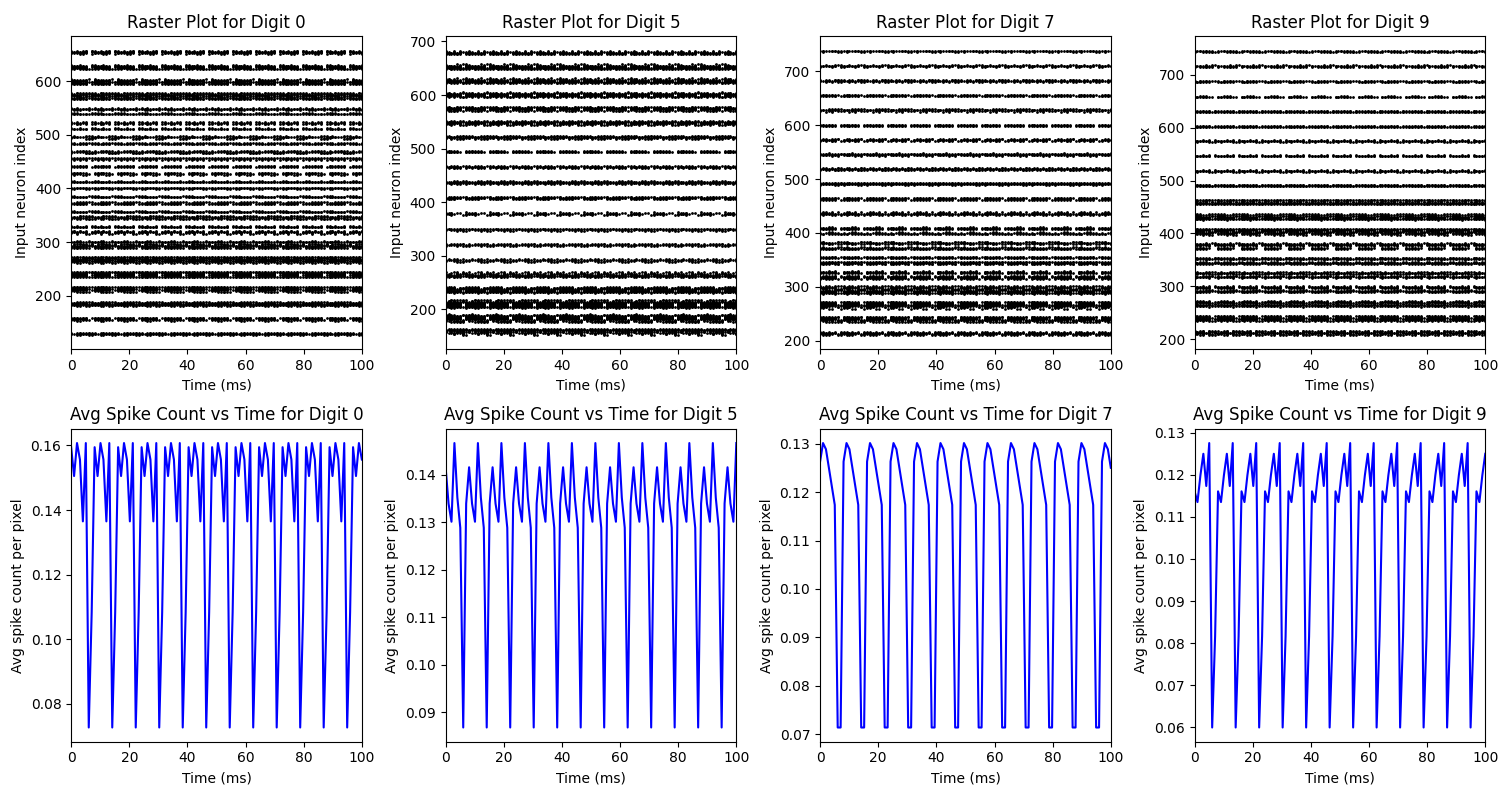 Raster Plot for Digit 0
600
500
400
300
200
Input neuron index
0 20 40 60 80 100
Time (ms)
Raster Plot for Digit 5
700
600
500
400
300
200
Input neuron index
0 20 40 60 80 100
Time (ms)
Raster Plot for Digit 7
700
600
500
400
300
200
Input neuron index
0 20 40 60 80 100
Time (ms)
Raster Plot for Digit 9
700
600
500
400
300
200
Input neuron index
0 20 40 60 80 100
Time (ms)
Avg Spike Count vs Time for Digit 0
0.16
0.14
0.12
0.10
0.08
Avg spike count per pixel
0 20 40 60 80 100
Time (ms)
Avg Spike Count vs Time for Digit 5
0.14
0.13
0.12
0.11
0.10
0.09
Avg spike count per pixel
0 20 40 60 80 100
Time (ms)
Avg Spike Count vs Time for Digit 7
0.13
0.12
0.11
0.10
0.09
0.08
0.07
Avg spike count per pixel
0 20 40 60 80 100
Time (ms)
Avg Spike Count vs Time for Digit 9
0.13
0.12
0.11
0.10
0.09
0.08
0.07
0.06
Avg spike count per pixel
0 20 40 60 80 100
Time (ms)